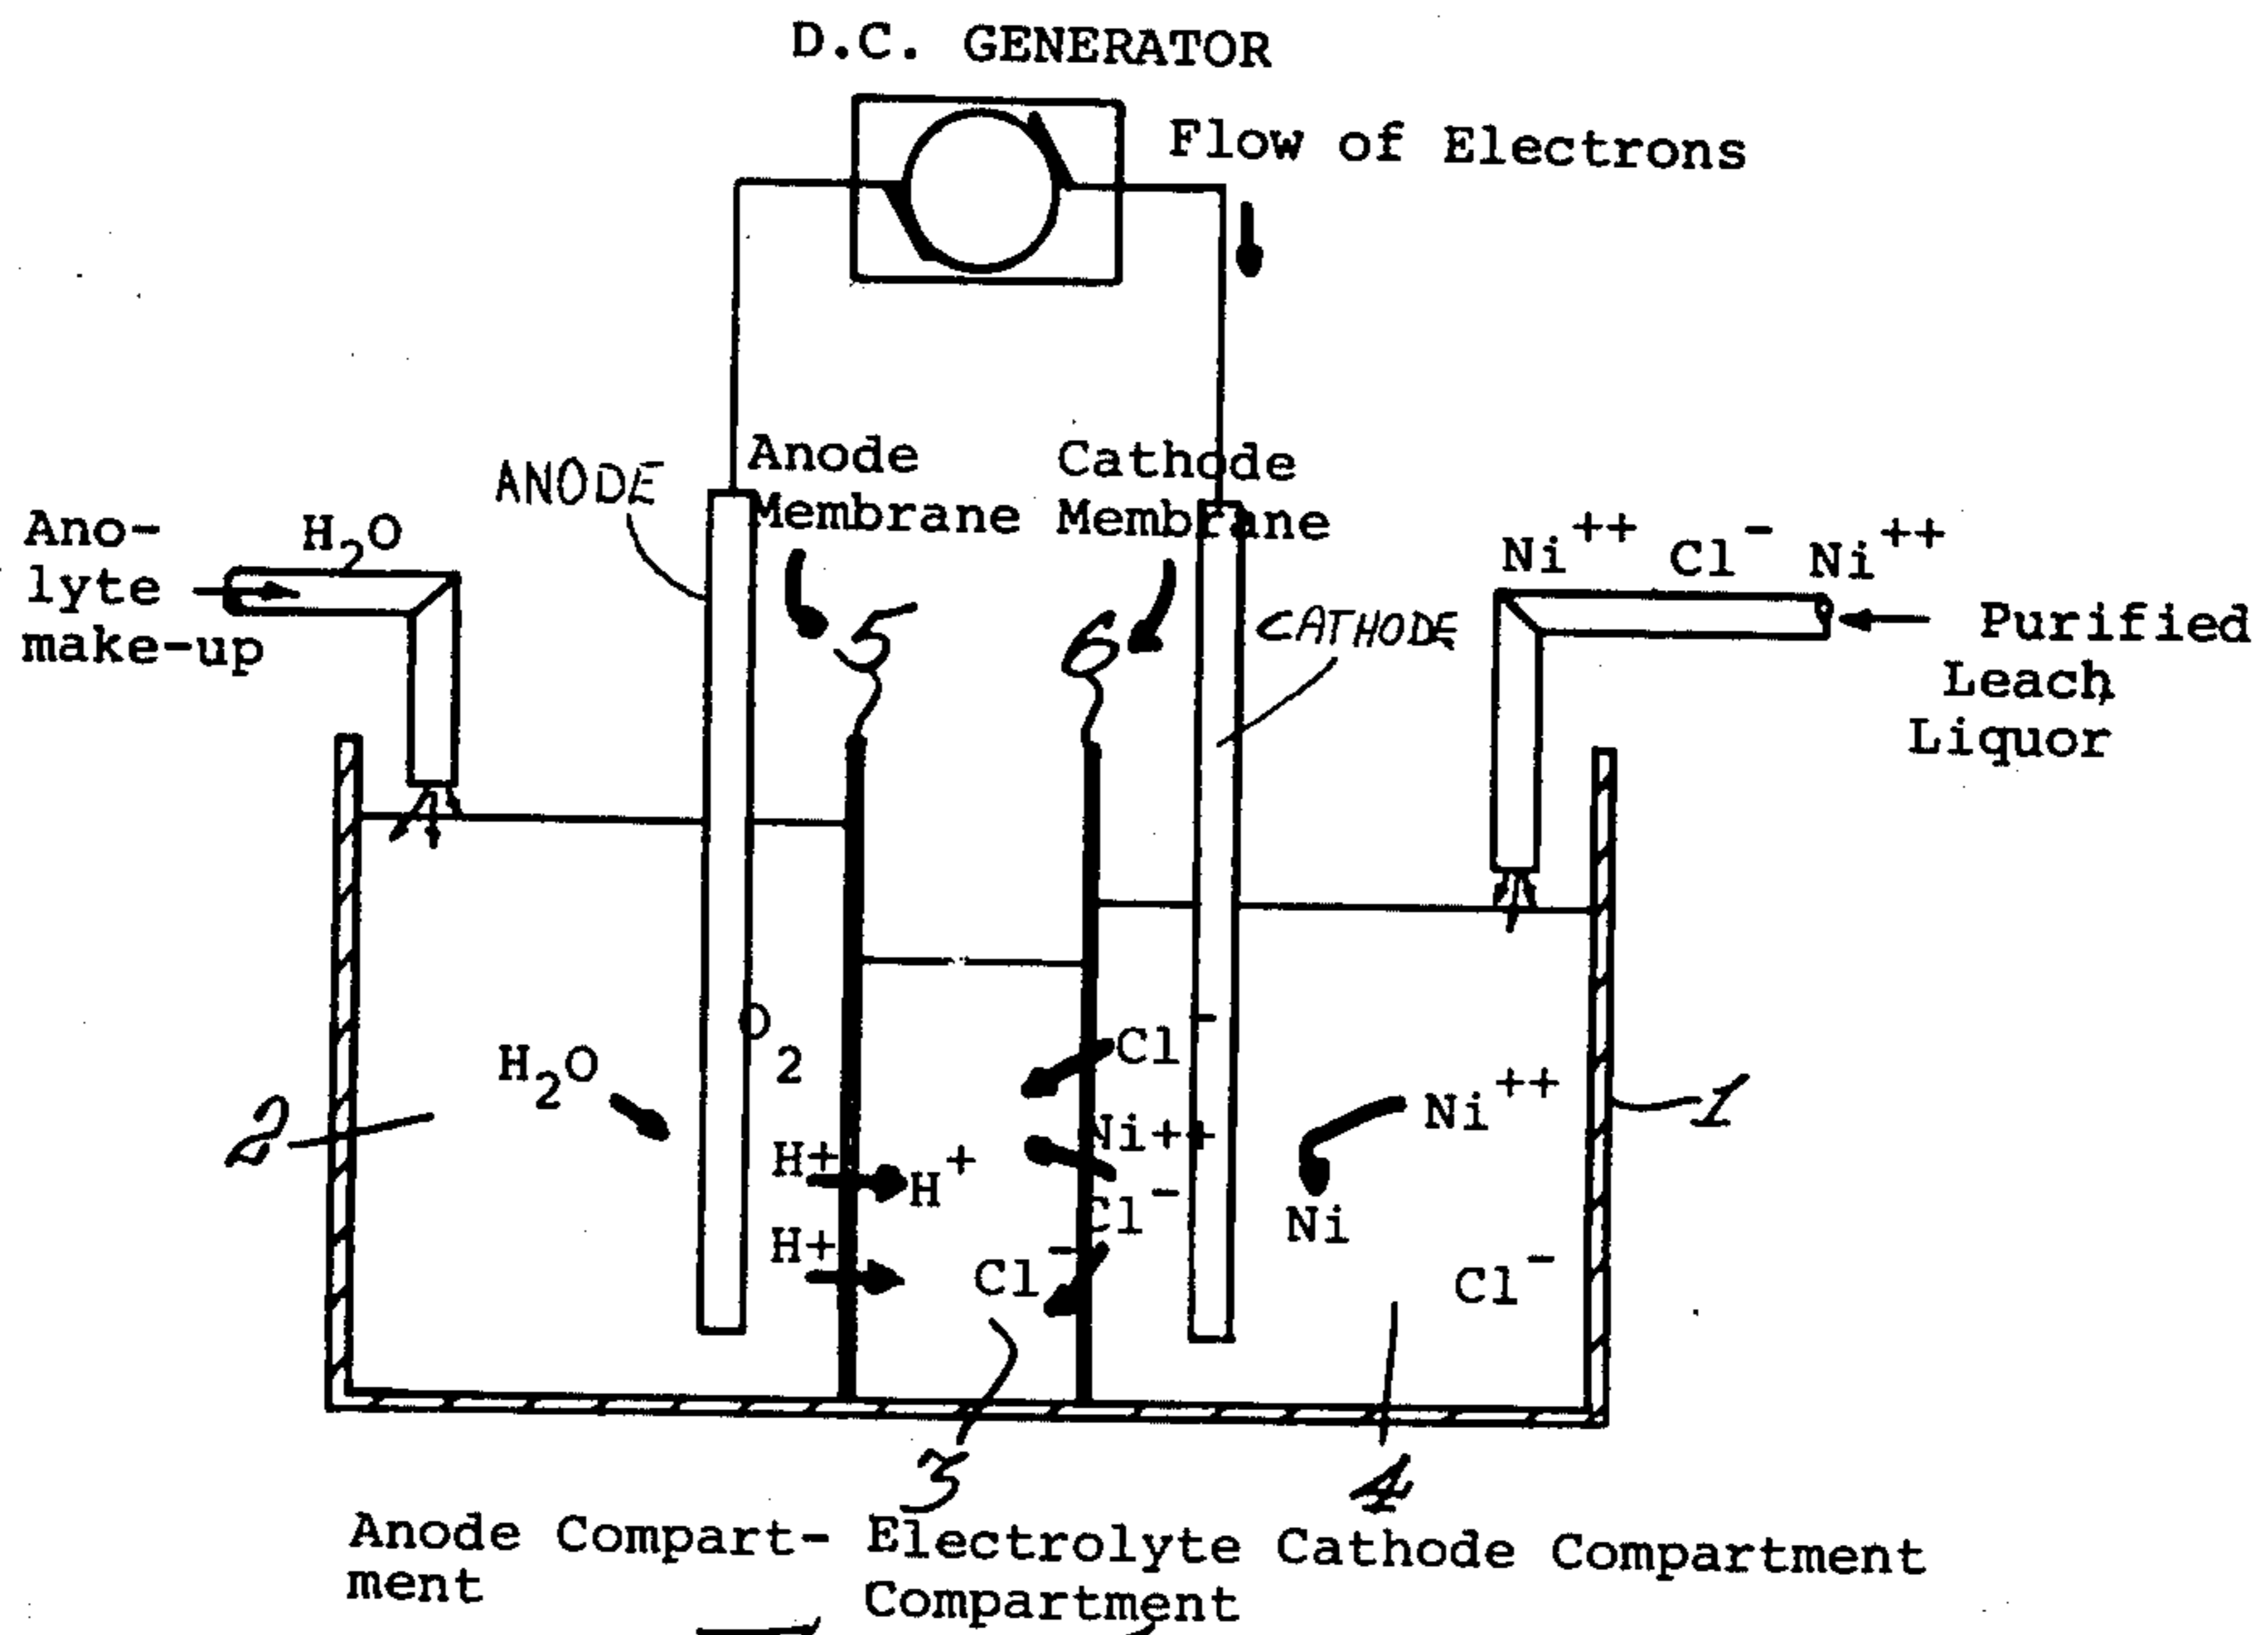 D.C. GENERATOR
Flow of Electrons
ANODE
Anode
Membrane
Cathode
Membrane
Ano-
lyte
make-up
H₂O
5
6
CATHODE
Ni⁺⁺ Cl⁻ Ni⁺⁺
Purified
Leach
Liquor
O₂
H₂O
Cl⁻
Ni⁺⁺
Ni++
2
1
H+
H⁺
Cl⁻
Ni
H+
Cl⁻
Cl⁻
3
4
Anode Compart-
ment
Electrolyte
Compartment
Cathode Compartment